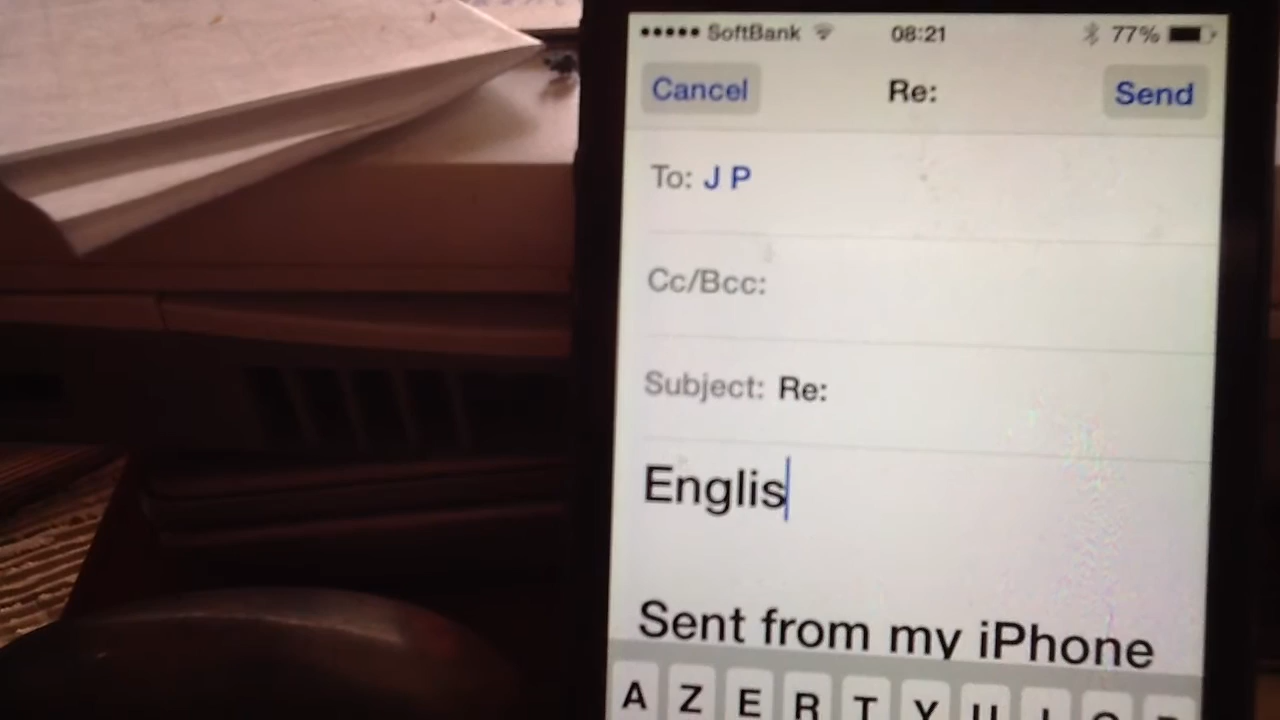 SoftBank 08:21 77%
Cancel Re: Send
To: J P
Cc/Bcc:
Subject: Re:
Englis
Sent from my iPhone
A Z E R T Y U I O P